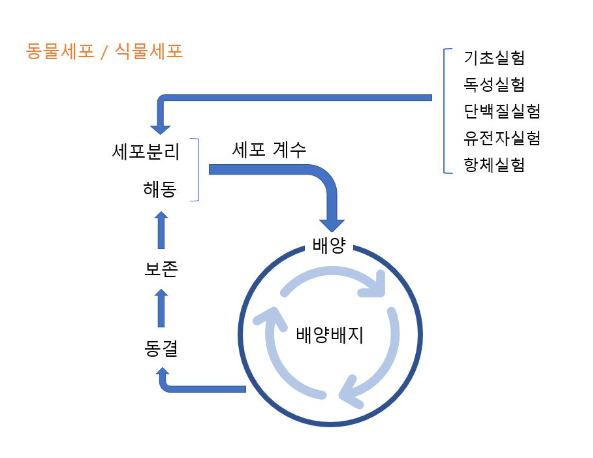 동물세포 / 식물세포
기초실험
독성실험
단백질실험
유전자실험
항체실험
세포분리
해동
세포 계수
배양
배양배지
보존
동결